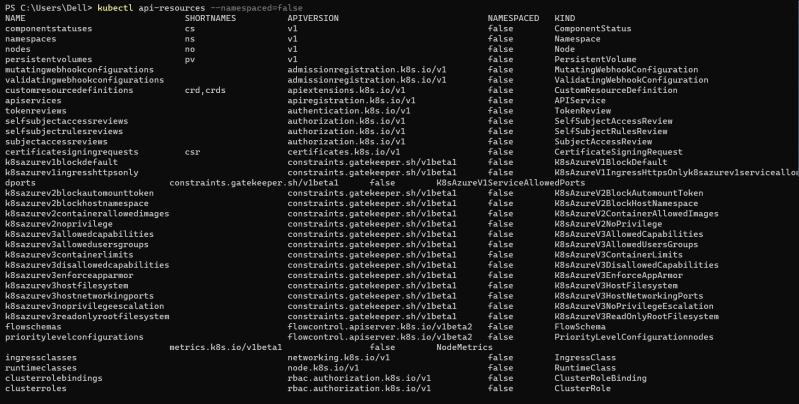 PS C:\Users\Dell> kubectl api-resources --namespaced=false
NAME SHORTNAMES APIVERSION NAMESPACED KIND
componentstatuses cs v1 false ComponentStatus
namespaces ns v1 false Namespace
nodes no v1 false Node
persistentvolumes pv v1 false PersistentVolume
mutatingwebhookconfigurations admissionregistration.k8s.io/v1 false MutatingWebhookConfiguration
validatingwebhookconfigurations admissionregistration.k8s.io/v1 false ValidatingWebhookConfiguration
customresourcedefinitions crd,crds apiextensions.k8s.io/v1 false CustomResourceDefinition
apiservices apiregistration.k8s.io/v1 false APIService
tokenreviews authentication.k8s.io/v1 false TokenReview
selfsubjectaccessreviews authorization.k8s.io/v1 false SelfSubjectAccessReview
selfsubjectrulesreviews authorization.k8s.io/v1 false SelfSubjectRulesReview
subjectaccessreviews authorization.k8s.io/v1 false SubjectAccessReview
certificatesigningrequests csr certificates.k8s.io/v1 false CertificateSigningRequest
k8sazurev1blockdefault constraints.gatekeeper.sh/v1beta1 false K8sAzureV1BlockDefault
k8sazurev1ingresshttpsonly constraints.gatekeeper.sh/v1beta1 false K8sAzureV1IngressHttpsOnlyk8sazurev1serviceallow
dports constraints.gatekeeper.sh/v1beta1 false K8sAzureV1ServiceAllowedPorts
k8sazurev2blockautomounttoken constraints.gatekeeper.sh/v1beta1 false K8sAzureV2BlockAutomountToken
k8sazurev2blockhostnamespace constraints.gatekeeper.sh/v1beta1 false K8sAzureV2BlockHostNamespace
k8sazurev2containerallowedimages constraints.gatekeeper.sh/v1beta1 false K8sAzureV2ContainerAllowedImages
k8sazurev2noprivilege constraints.gatekeeper.sh/v1beta1 false K8sAzureV2NoPrivilege
k8sazurev3allowedcapabilities constraints.gatekeeper.sh/v1beta1 false K8sAzureV3AllowedCapabilities
k8sazurev3allowedusersgroups constraints.gatekeeper.sh/v1beta1 false K8sAzureV3AllowedUsersGroups
k8sazurev3containerlimits constraints.gatekeeper.sh/v1beta1 false K8sAzureV3ContainerLimits
k8sazurev3disallowedcapabilities constraints.gatekeeper.sh/v1beta1 false K8sAzureV3DisallowedCapabilities
k8sazurev3enforceapparmor constraints.gatekeeper.sh/v1beta1 false K8sAzureV3EnforceAppArmor
k8sazurev3hostfilesystem constraints.gatekeeper.sh/v1beta1 false K8sAzureV3HostFilesystem
k8sazurev3hostnetworkingports constraints.gatekeeper.sh/v1beta1 false K8sAzureV3HostNetworkingPorts
k8sazurev3noprivilegeescalation constraints.gatekeeper.sh/v1beta1 false K8sAzureV3NoPrivilegeEscalation
k8sazurev3readonlyrootfilesystem constraints.gatekeeper.sh/v1beta1 false K8sAzureV3ReadOnlyRootFilesystem
flowschemas flowcontrol.apiserver.k8s.io/v1beta2 false FlowSchema
prioritylevelconfigurations flowcontrol.apiserver.k8s.io/v1beta2 false PriorityLevelConfigurationnodes
metrics.k8s.io/v1beta1 false NodeMetrics
ingressclasses networking.k8s.io/v1 false IngressClass
runtimeclasses node.k8s.io/v1 false RuntimeClass
clusterrolebindings rbac.authorization.k8s.io/v1 false ClusterRoleBinding
clusterroles rbac.authorization.k8s.io/v1 false ClusterRole